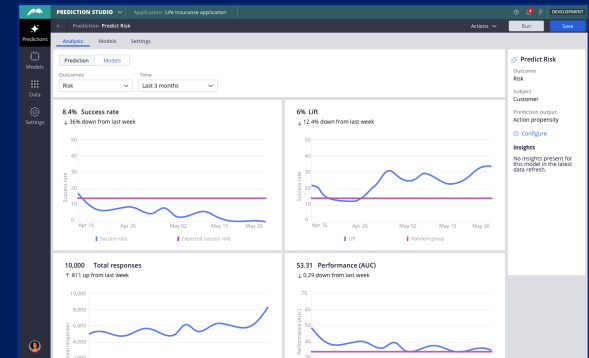 PREDICTION STUDIO
Application: Life insurance application
4
DEVELOPMENT
Prediction Predict Risk
Actions
Run
Save
Predictions
Models
Data
Settings
Analysis
Models
Settings
Prediction
Models
Outcomes
Time
Risk
Last 3 months
8.4% Success rate
↓ 36% down from last week
Success rate
50
40
30
20
10
0
Apr 16
Apr 26
May 02
May 15
May 26
Success rate
Expected success rate
6% Lift
↓ 12.4% down from last week
Success rate
50
40
30
20
10
0
Apr 16
Apr 26
May 02
May 15
May 26
Lift
Random group
10,000 Total responses
↑ 811 up from last week
10,000
8,000
6,000
4,000
2,000
53.31 Performance (AUC)
↓ 0.29 down from last week
Performance (AUC)
70
60
50
40
Predict Risk
Outcome
Risk
Subject
Customer
Prediction output
Action propensity
Configure
Insights
No insights present for
this model in the latest
data refresh.